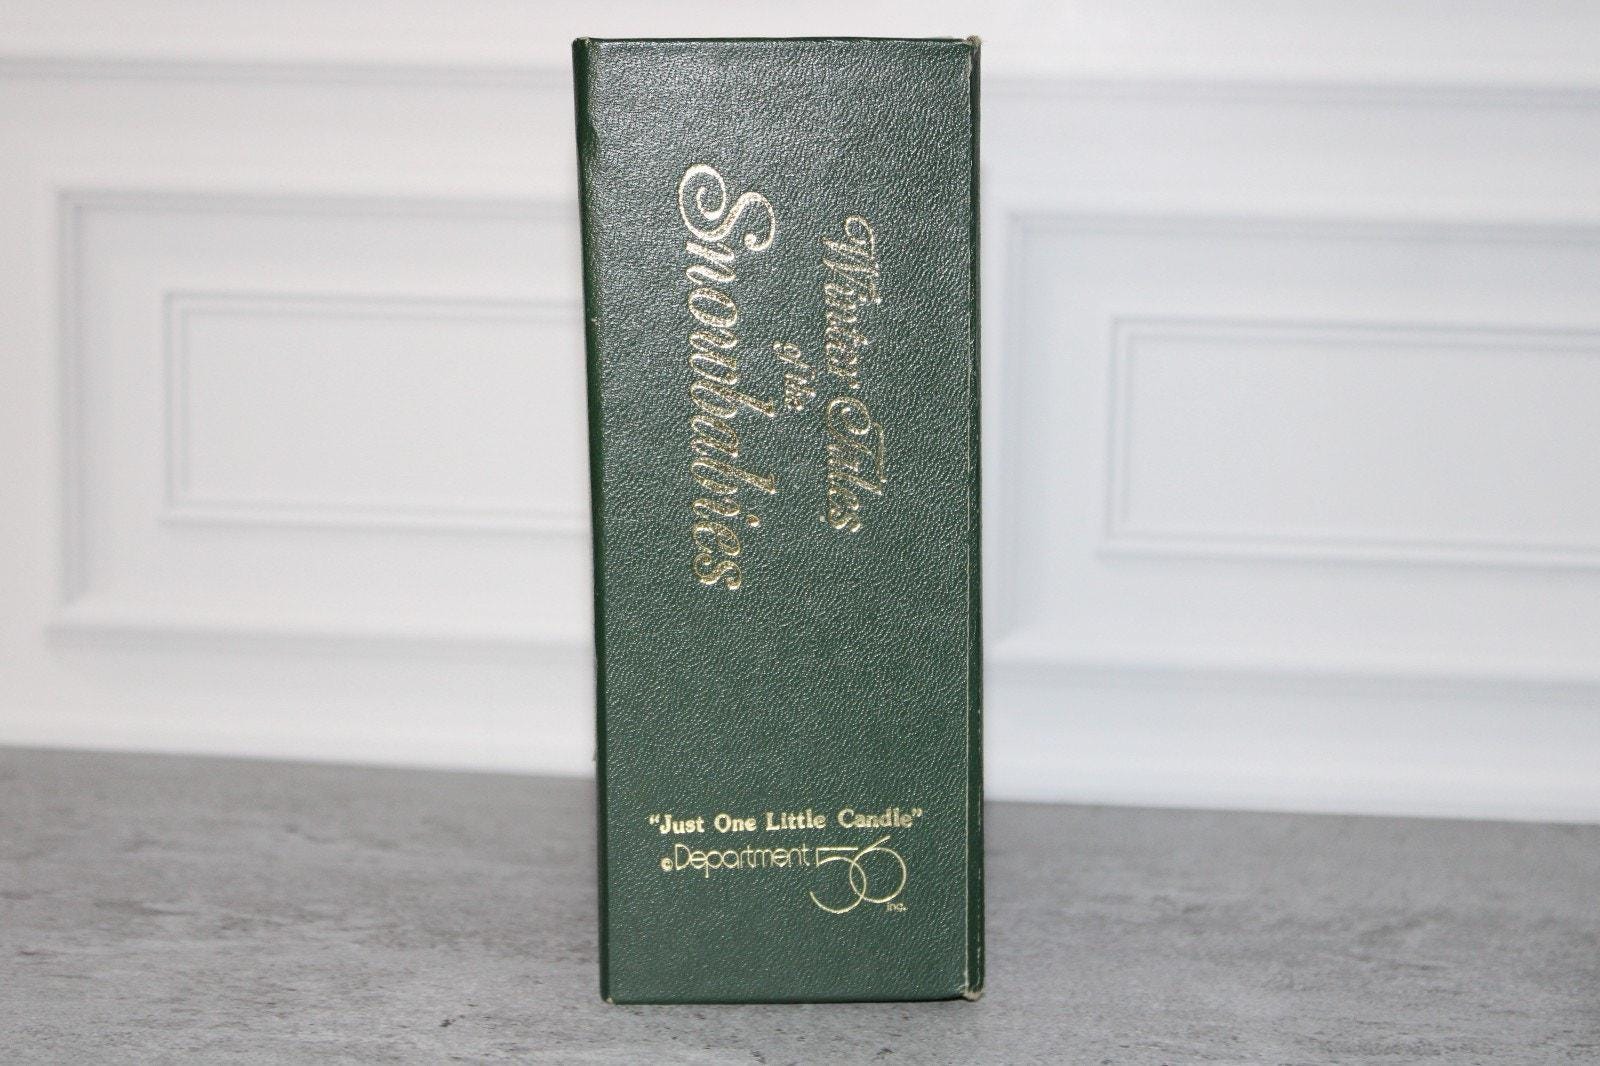 Winter Tales
of the
Snowbabies
"Just One Little Candle"
©Department 56
inc.